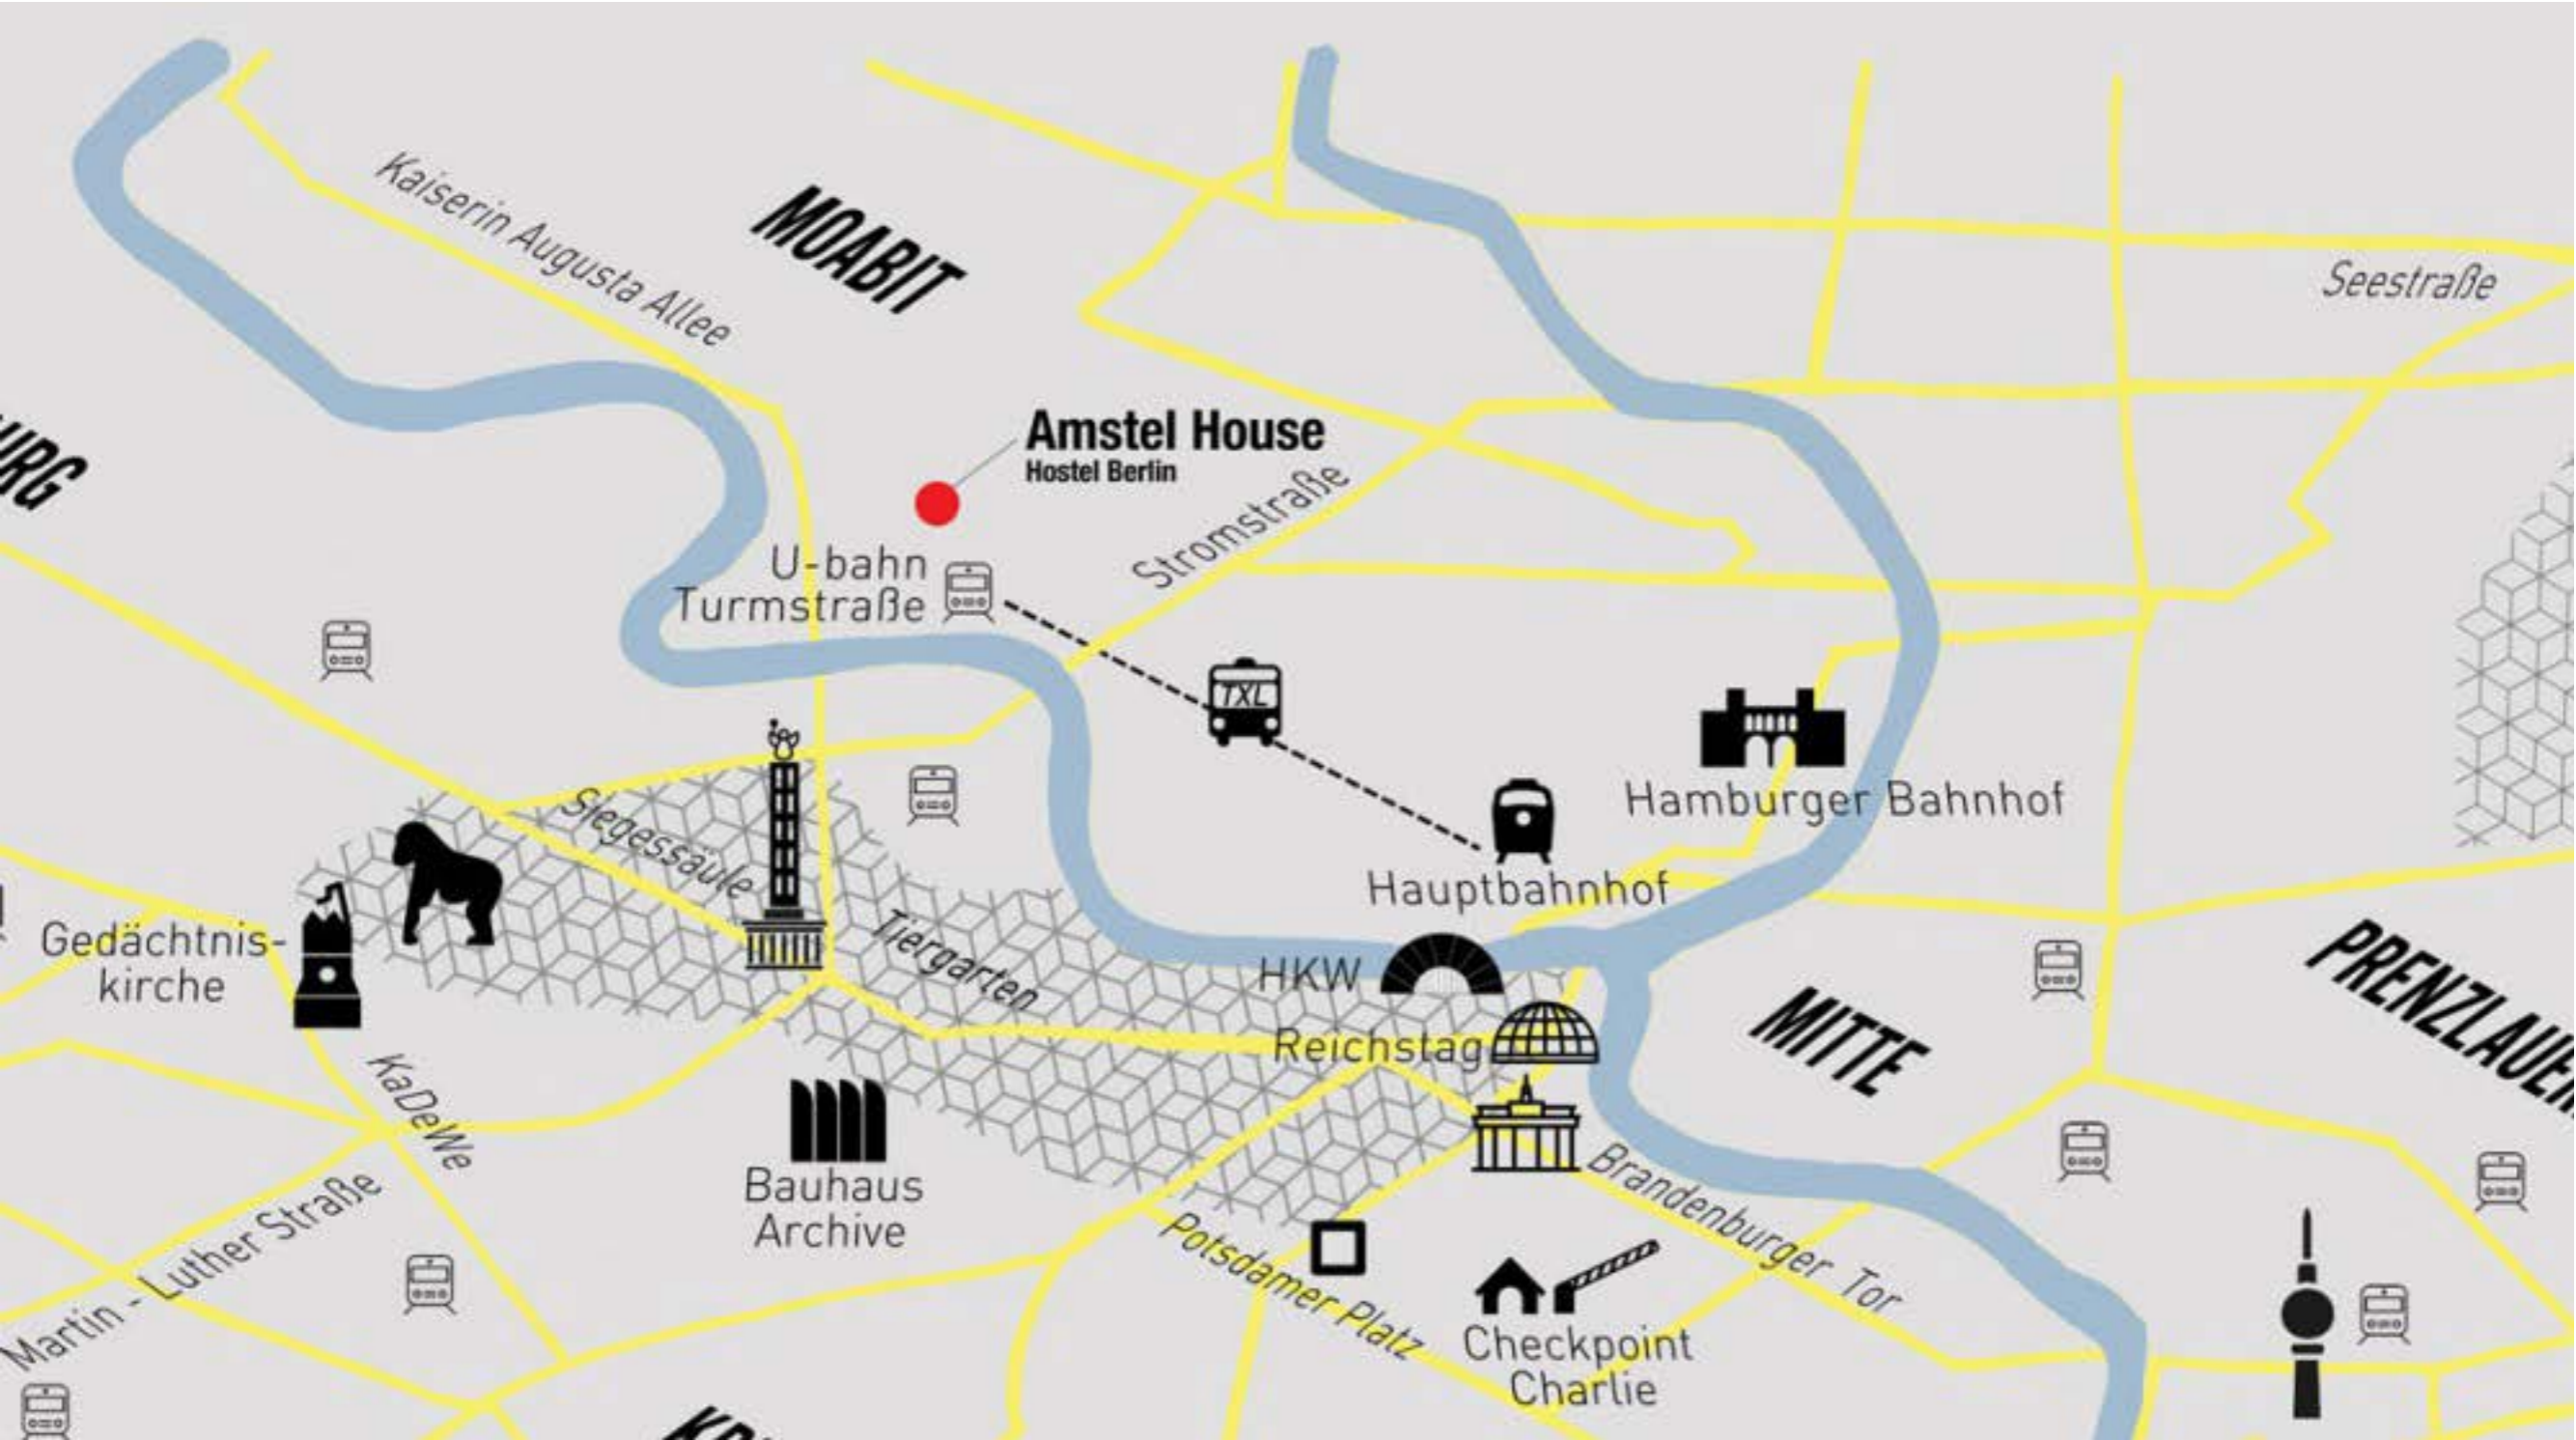 Kaiserin Augusta Allee
MOABIT
Seestraße
Amstel House
Hostel Berlin
Stromstraße
U-bahn
Turmstraße
TXL
Hamburger Bahnhof
Siegessäule
Hauptbahnhof
Gedächtnis-
kirche
Tiergarten
HKW
Reichstag
MITTE
KaDeWe
Bauhaus
Archive
Brandenburger Tor
Martin - Luther Straße
Potsdamer Platz
Checkpoint
Charlie